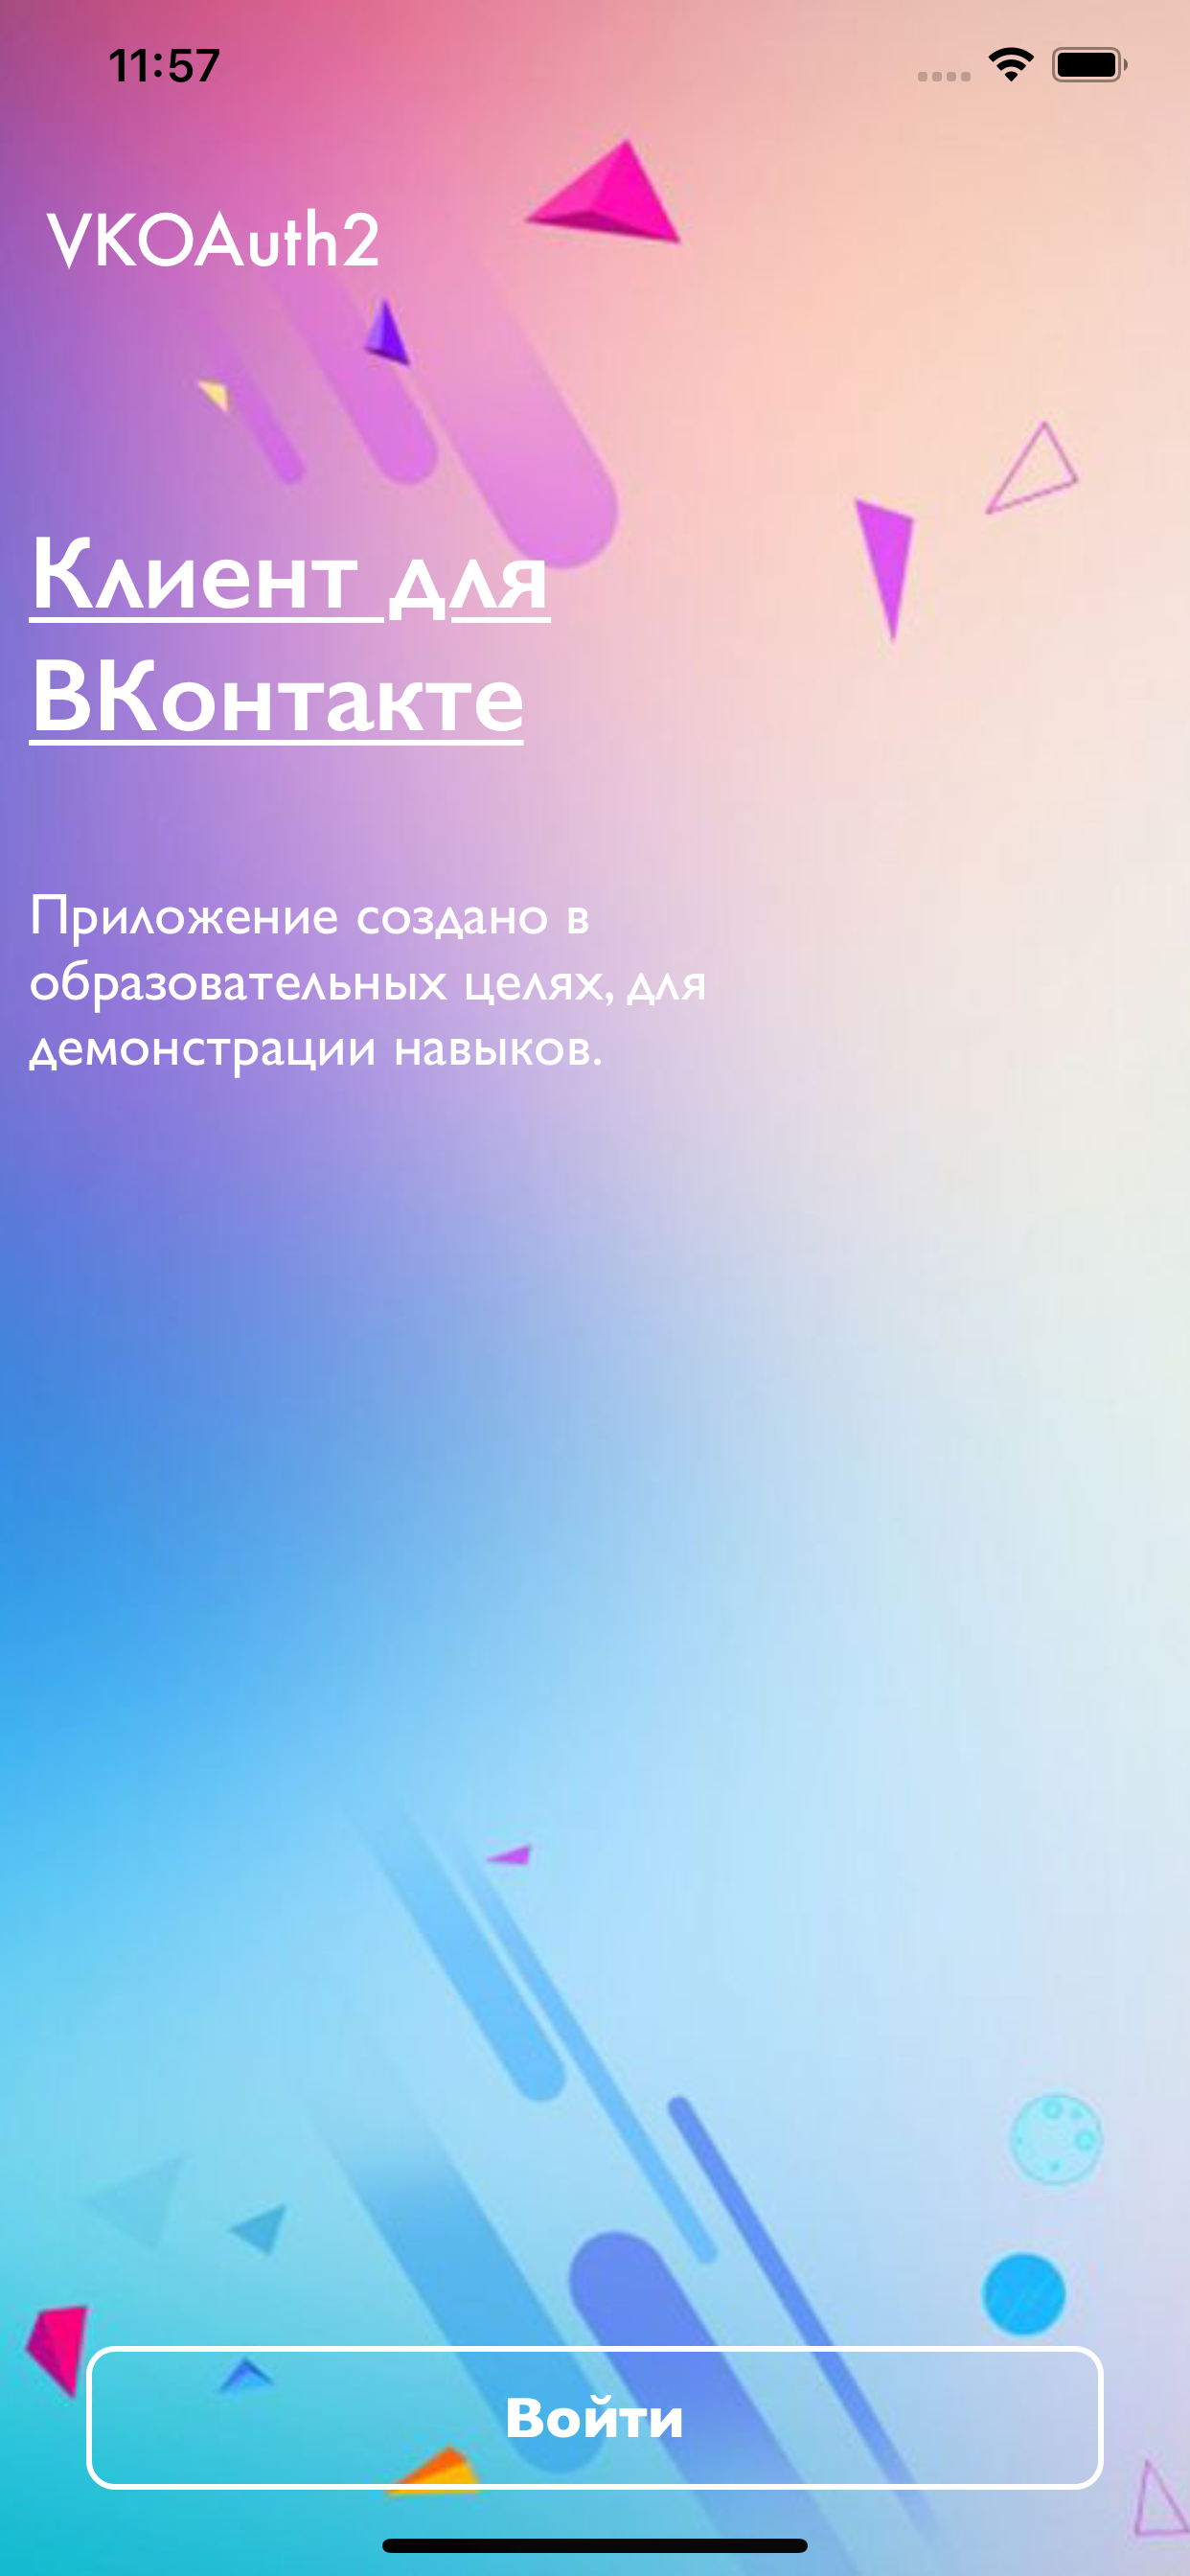 11:57
VKOAuth2
Клиент для
ВКонтакте
Приложение создано в
образовательных целях, для
демонстрации навыков.
Войти